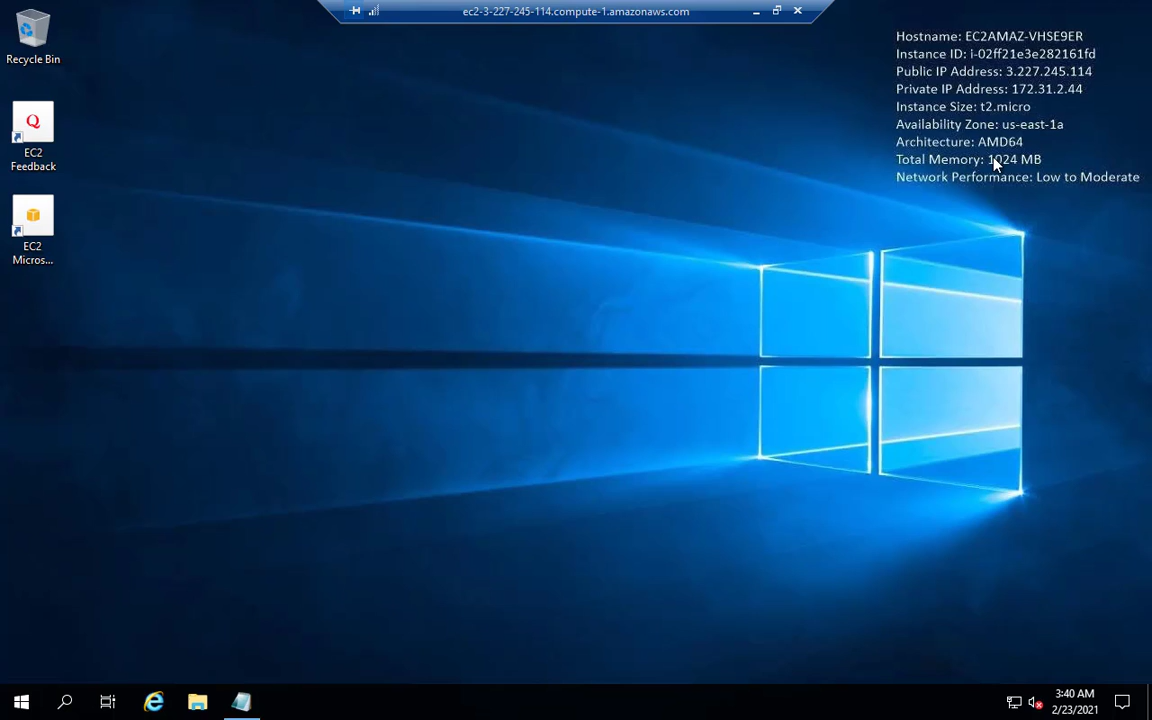 ec2-3-227-245-114.compute-1.amazonaws.com
Hostname: EC2AMAZ-VHSE9ER
Instance ID: i-02ff21e3e282161fd
Public IP Address: 3.227.245.114
Private IP Address: 172.31.2.44
Instance Size: t2.micro
Availability Zone: us-east-1a
Architecture: AMD64
Total Memory: 1024 MB
Network Performance: Low to Moderate
Recycle Bin
Q
EC2
Feedback
EC2
Micros...
3:40 AM
2/23/2021